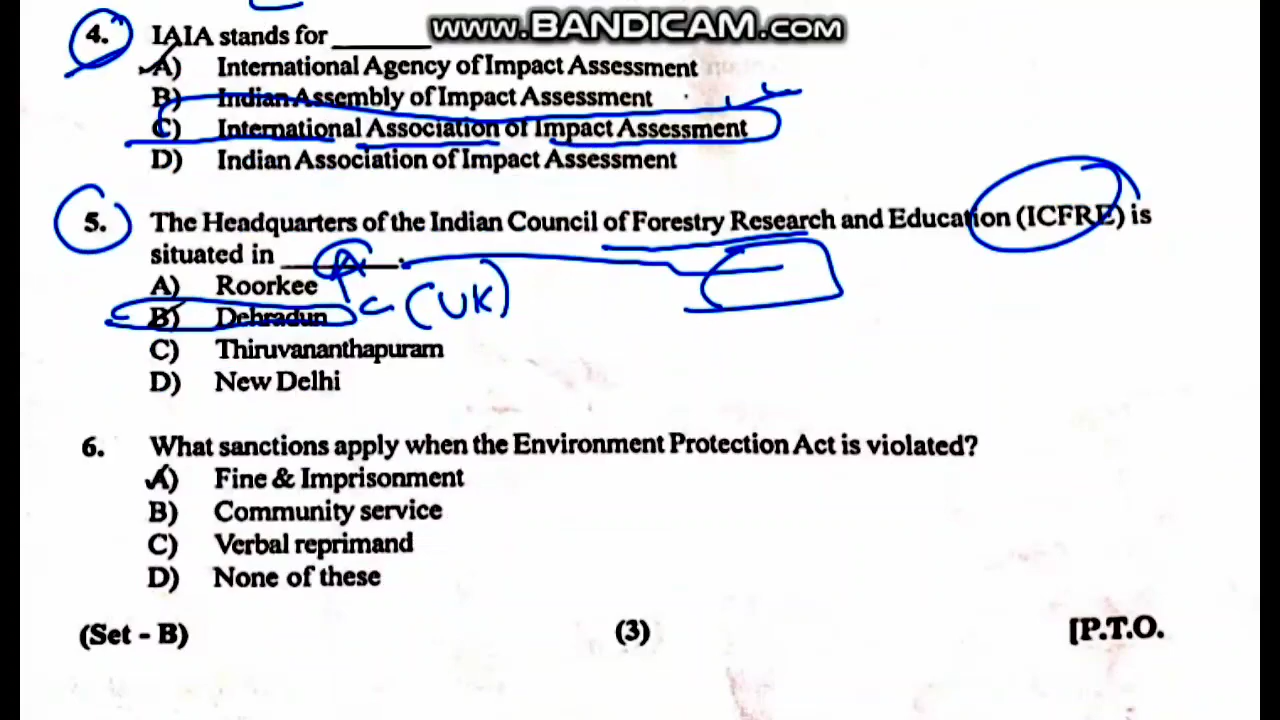 www.BANDICAM.com
4. IAIA stands for ________
A) International Agency of Impact Assessment
B) Indian Assembly of Impact Assessment
C) International Association of Impact Assessment
D) Indian Association of Impact Assessment
5. The Headquarters of the Indian Council of Forestry Research and Education (ICFRE) is
situated in ________.
A) Roorkee
B) Dehradun (UK)
C) Thiruvananthapuram
D) New Delhi
6. What sanctions apply when the Environment Protection Act is violated?
A) Fine & Imprisonment
B) Community service
C) Verbal reprimand
D) None of these
(Set - B) (3) [P.T.O.